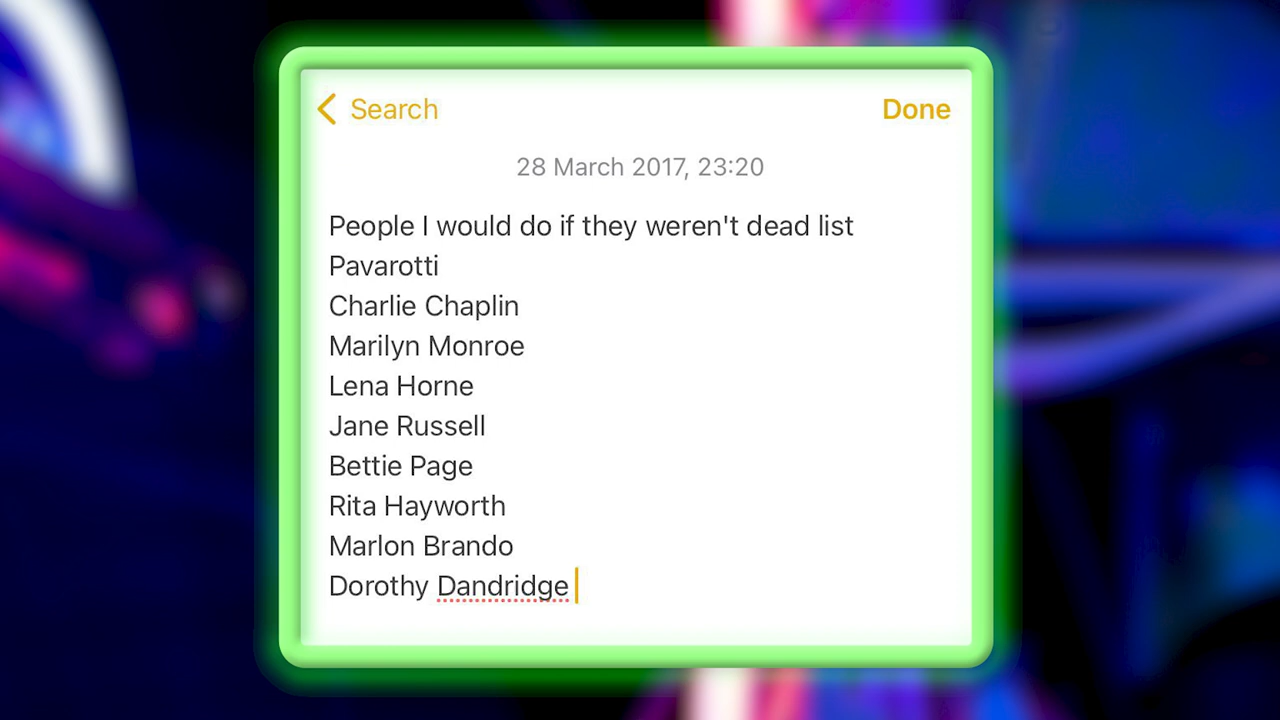 Search
Done
28 March 2017, 23:20
People I would do if they weren't dead list
Pavarotti
Charlie Chaplin
Marilyn Monroe
Lena Horne
Jane Russell
Bettie Page
Rita Hayworth
Marlon Brando
Dorothy Dandridge